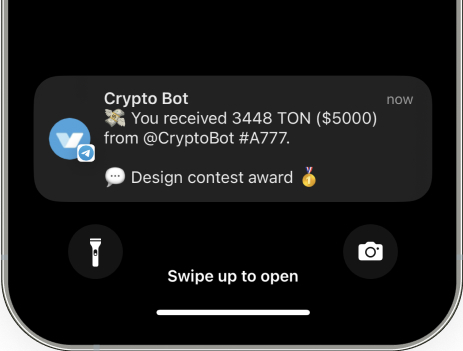 Crypto Bot
now
💸 You received 3448 TON ($5000)
from @CryptoBot #A777.
💬 Design contest award 🥇
Swipe up to open